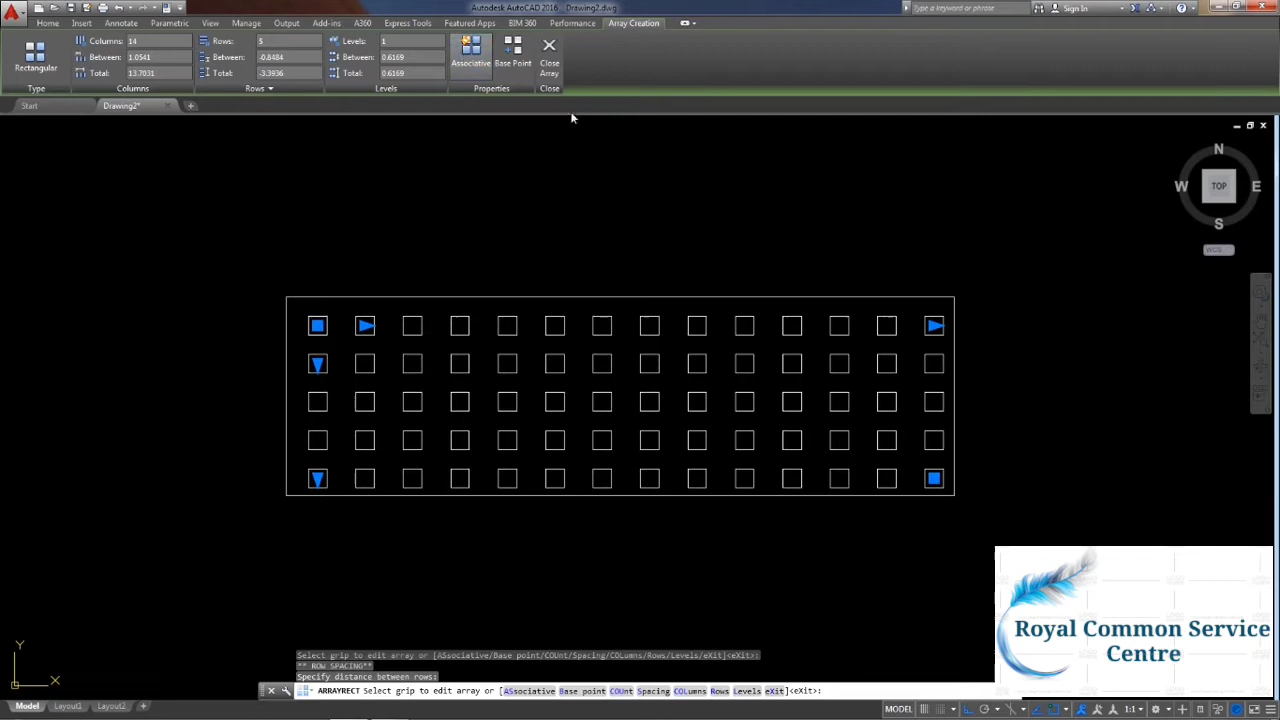 Autodesk AutoCAD 2016   Drawing2.dwg
Type a keyword or phrase
Sign In
Home Insert Annotate Parametric View Manage Output Add-ins A360 Express Tools Featured Apps BIM 360 Performance Array Creation
Columns: 14 Rows: 5 Levels: 1
Between: 1.0541 Between: -0.8484 Between: 0.6169
Total: 13.7031 Total: -3.3936 Total: 0.6169
Rectangular
Associative Base Point Close Array
Type Columns Rows Levels Properties Close
Start Drawing2*
N
W TOP E
S
WCS
Royal Common Service
Centre
Y
X
Select grip to edit array or [ASsociative/Base point/COUnt/Spacing/COLumns/Rows/Levels/eXit]<eXit>:
** ROW SPACING**
Specify distance between rows:
ARRAYRECT Select grip to edit array or [ASsociative Base point COUnt Spacing COLumns Rows Levels eXit]<eXit>:
Model Layout1 Layout2 +
MODEL 1:1